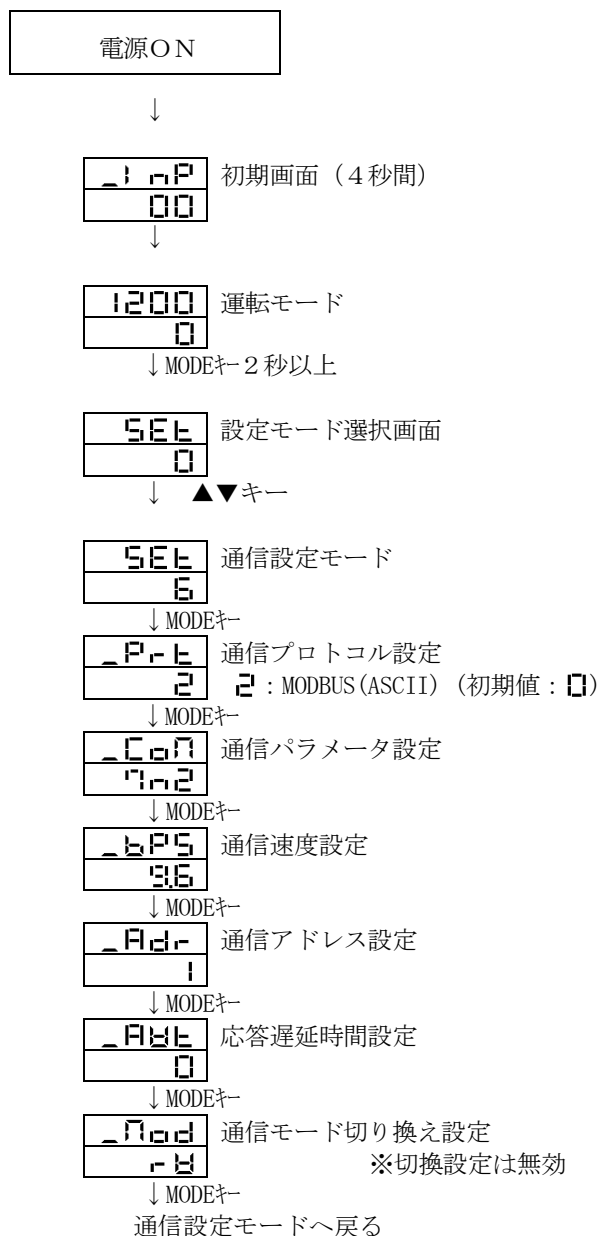 電源ON
↓
_InP 初期画面（４秒間）
00
↓
1200 運転モード
0
↓MODEｷｰ２秒以上
SEt 設定モード選択画面
0
↓ ▲▼キー
SEt 通信設定モード
6
↓MODEｷｰ
_Prt 通信プロトコル設定
2 2：MODBUS(ASCII) (初期値：0)
↓MODEｷｰ
_CoM 通信パラメータ設定
7n2
↓MODEｷｰ
_bPS 通信速度設定
9.6
↓MODEｷｰ
_Adr 通信アドレス設定
1
↓MODEｷｰ
_AWt 応答遅延時間設定
0
↓MODEｷｰ
_Mod 通信モード切り換え設定
rW ※切換設定は無効
↓MODEｷｰ
通信設定モードへ戻る